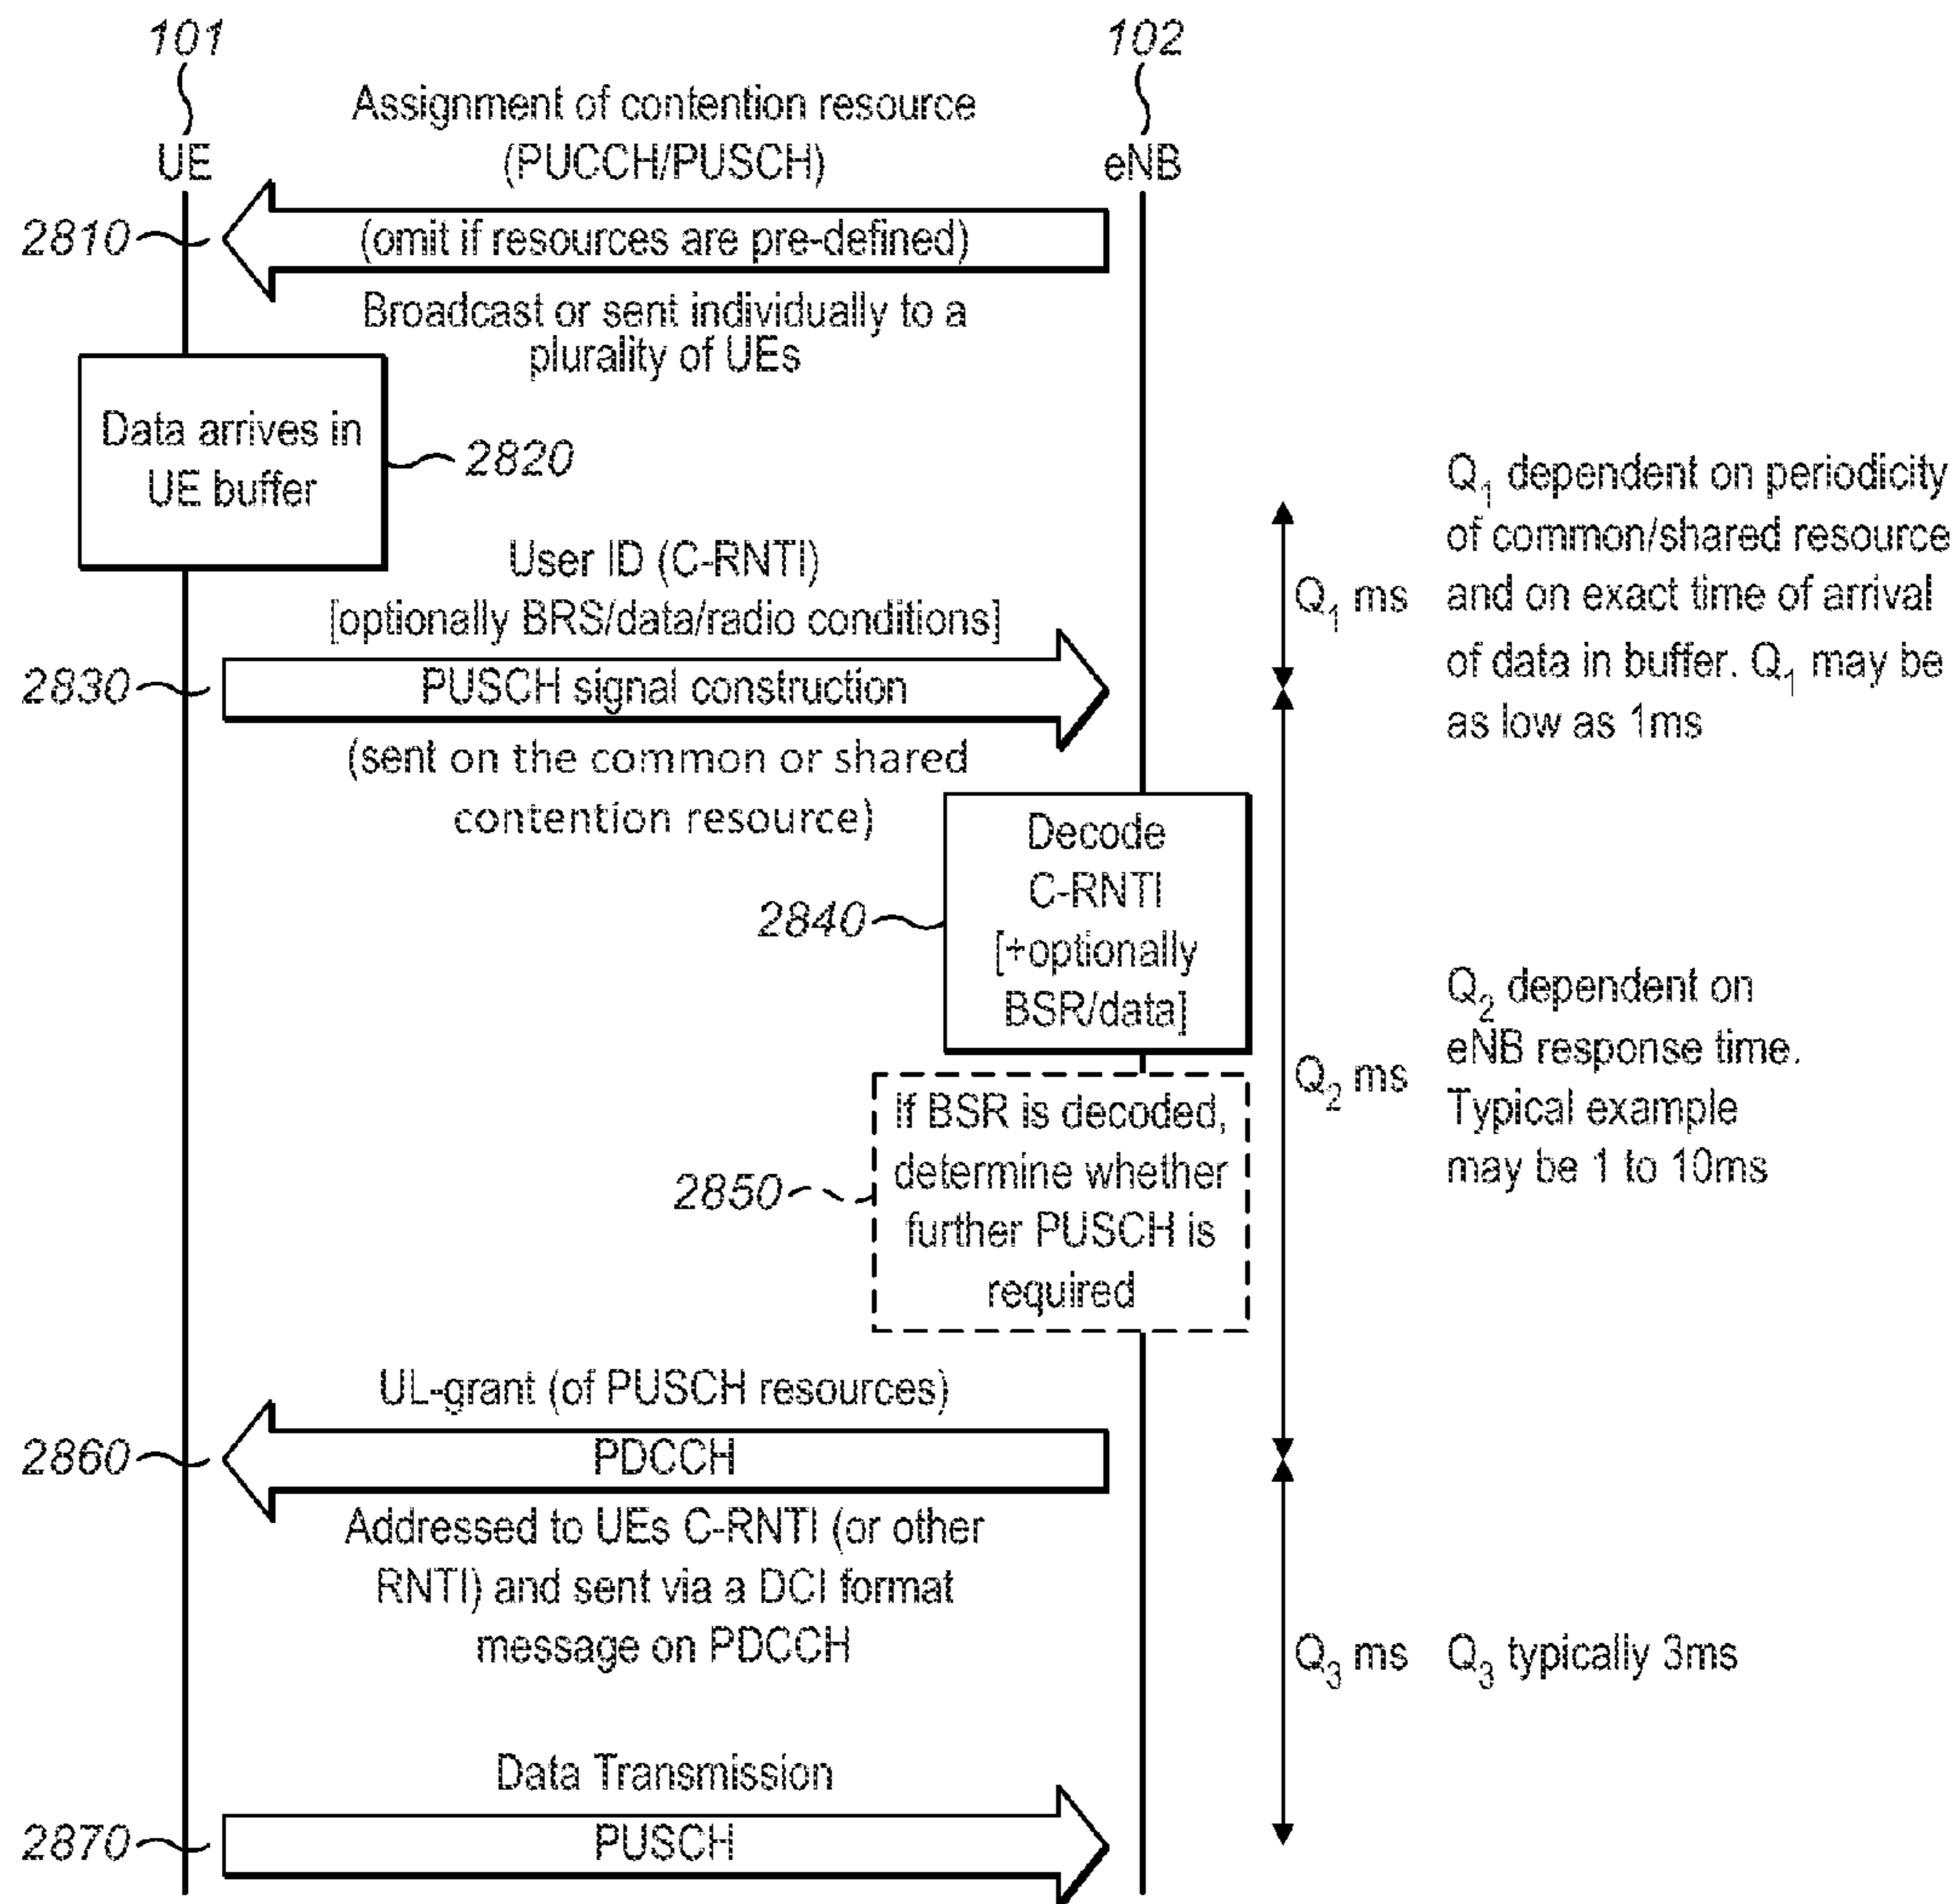 101
102
UE
Assignment of contention resource
(PUCCH/PUSCH)
eNB
2810
(omit if resources are pre-defined)
Broadcast or sent individually to a
plurality of UEs
Data arrives in
UE buffer
2820
User ID (C-RNTI)
[optionally BRS/data/radio conditions]
2830
PUSCH signal construction
(sent on the common or shared
contention resource)
Q1 ms
Q1 dependent on periodicity
of common/shared resource
and on exact time of arrival
of data in buffer. Q1 may be
as low as 1ms
2840
Decode
C-RNTI
[+optionally
BSR/data]
2850
If BSR is decoded,
determine whether
further PUSCH is
required
Q2 ms
Q2 dependent on
eNB response time.
Typical example
may be 1 to 10ms
UL-grant (of PUSCH resources)
2860
PDCCH
Addressed to UEs C-RNTI (or other
RNTI) and sent via a DCI format
message on PDCCH
Q3 ms
Q3 typically 3ms
Data Transmission
2870
PUSCH